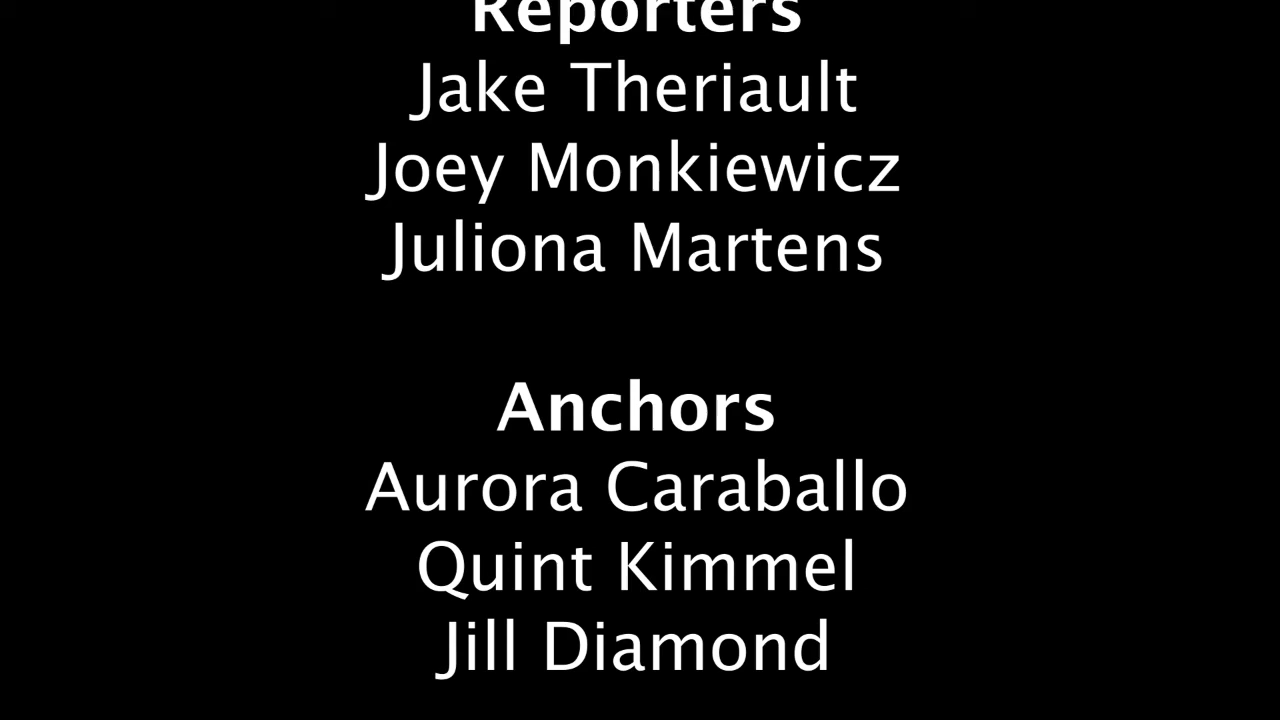 Reporters
Jake Theriault
Joey Monkiewicz
Juliona Martens
Anchors
Aurora Caraballo
Quint Kimmel
Jill Diamond